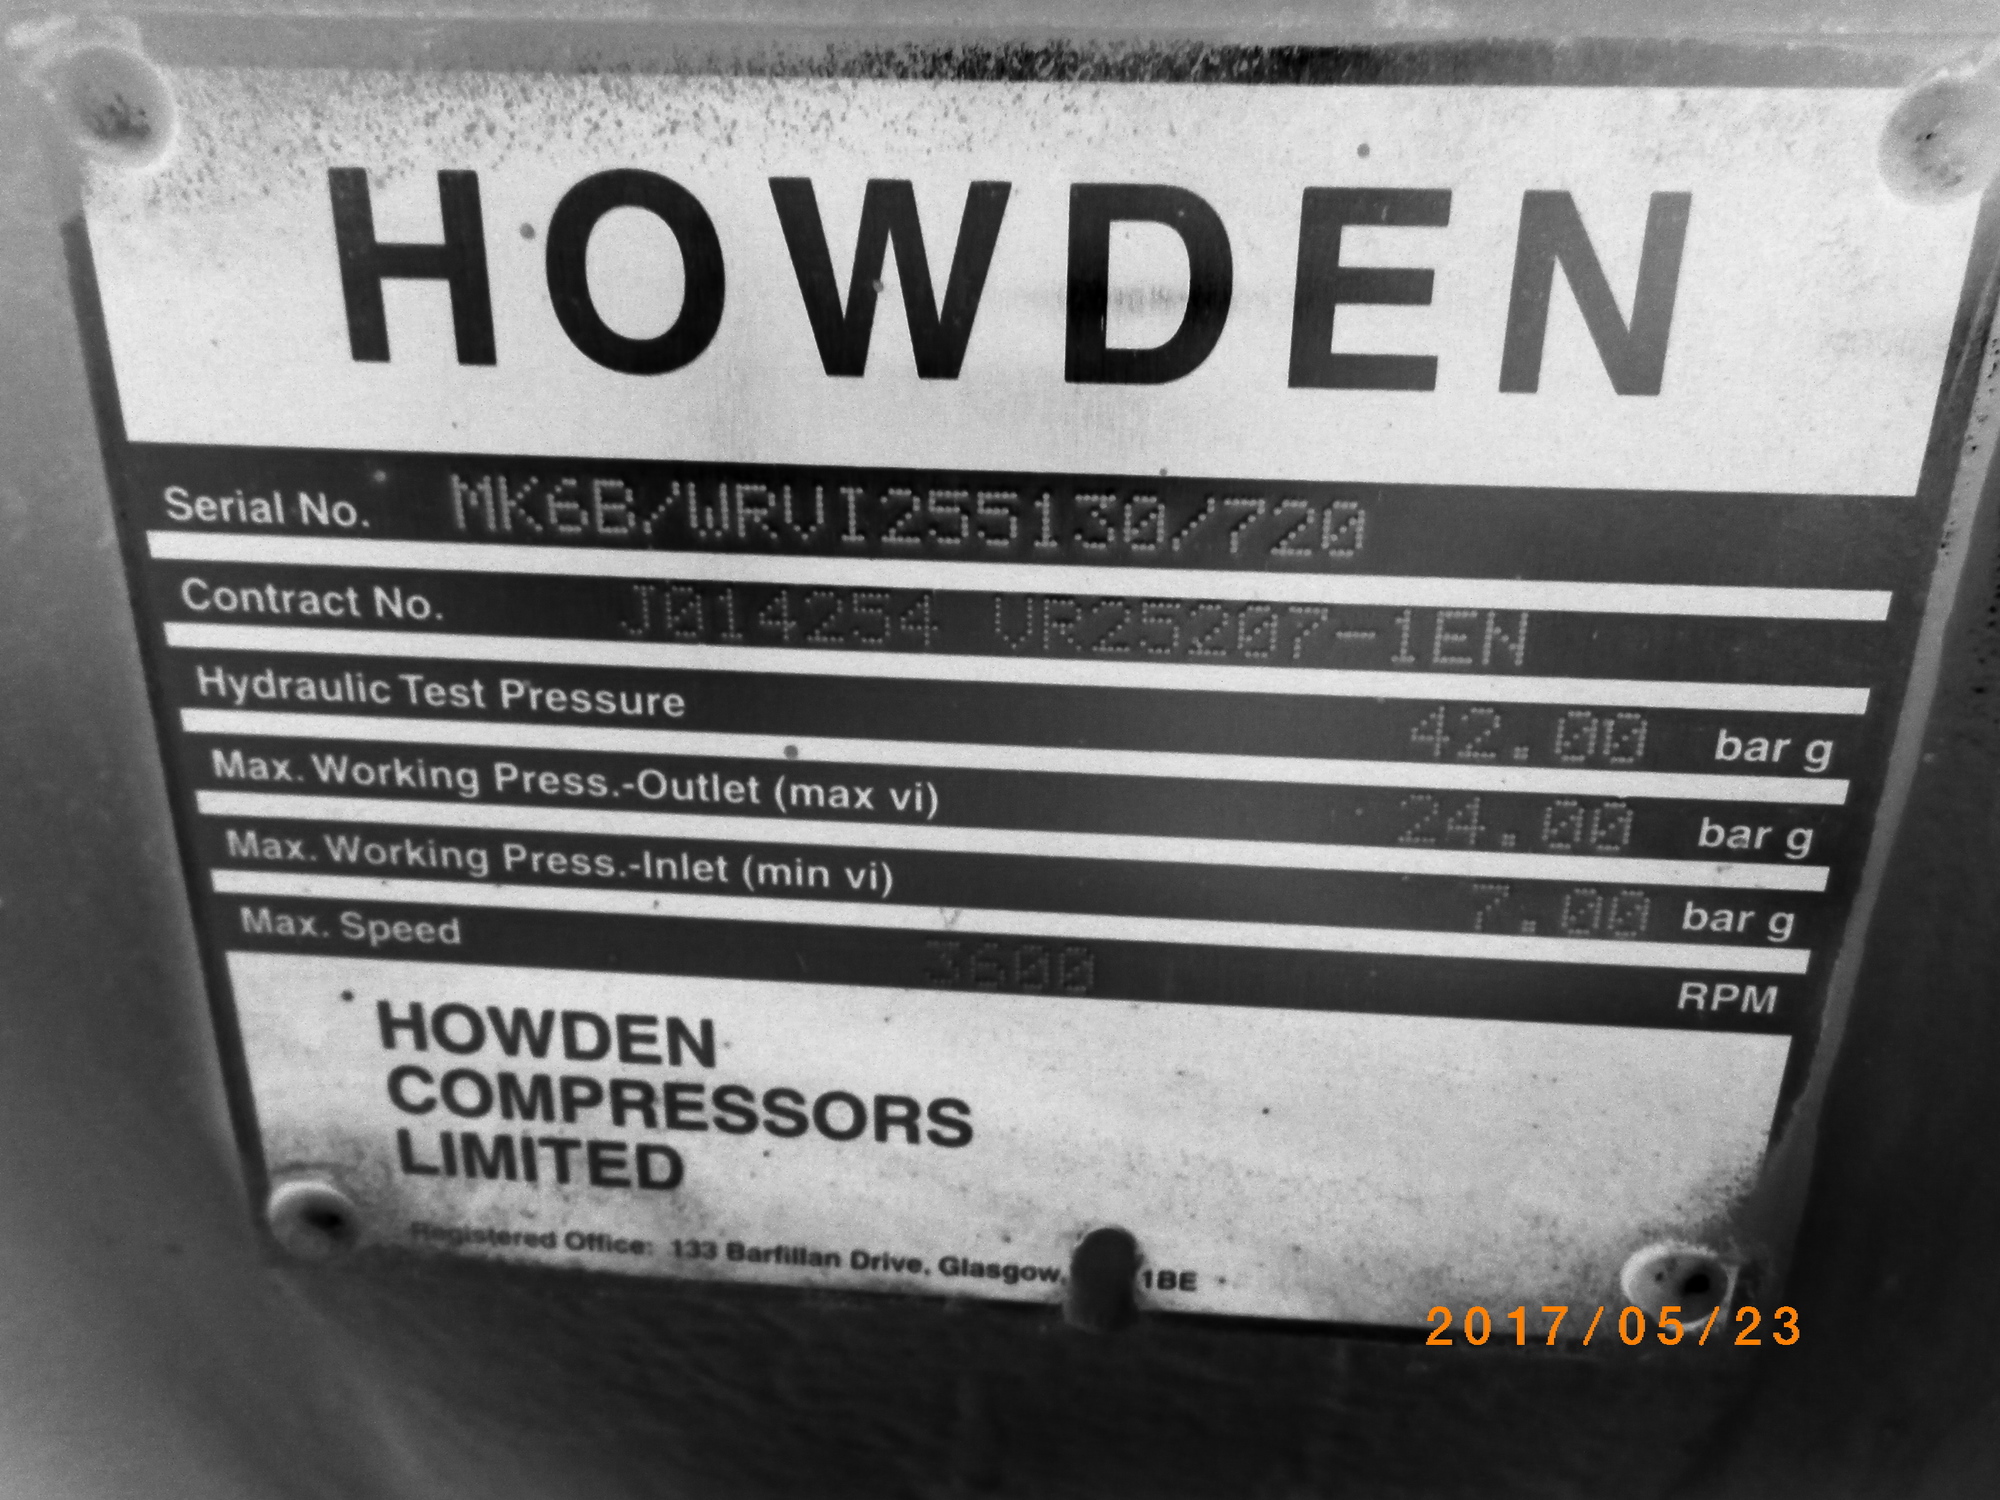 HOWDEN
Serial No. MK6B/WRVI255130/720
Contract No. J014254 VR25207-1EN
Hydraulic Test Pressure 42.00 bar g
Max. Working Press.-Outlet (max vi) 24.00 bar g
Max. Working Press.-Inlet (min vi) 7.00 bar g
Max. Speed 3600 RPM
HOWDEN
COMPRESSORS
LIMITED
Registered Office: 133 Barfillan Drive, Glasgow, 1BE
2017/05/23